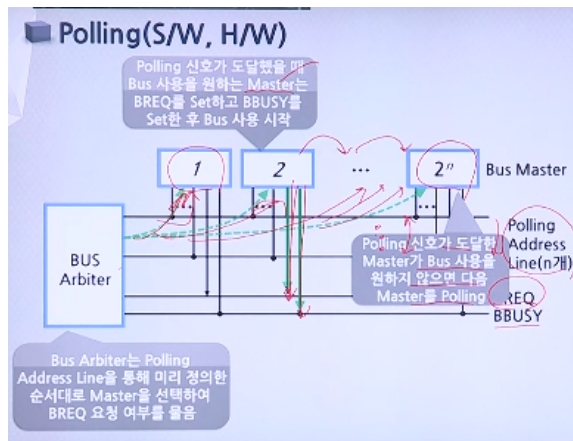 Polling(S/W, H/W)
Polling 신호가 도달했을 때
Bus 사용을 원하는 Master는
BREQ를 Set하고 BBUSY를
Set한 후 Bus 사용 시작
1
2
...
2ⁿ
Bus Master
...
...
...
BUS
Arbiter
Polling
Address
Line(n개)
Polling 신호가 도달한
Master가 Bus 사용을
원하지 않으면 다음
Master를 Polling
BREQ
BBUSY
Bus Arbiter는 Polling
Address Line을 통해 미리 정의한
순서대로 Master을 선택하여
BREQ 요청 여부를 물음